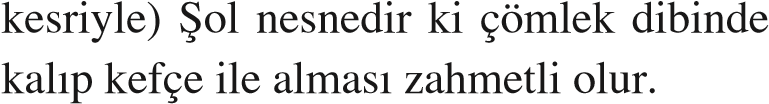 kesriyle) Şol nesnedir ki çömlek dibinde
kalıp kefçe ile alması zahmetli olur.